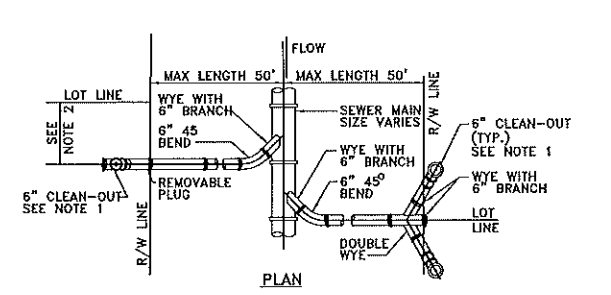 FLOW
MAX LENGTH 50'
MAX LENGTH 50'
LOT LINE
SEE
NOTE 2
WYE WITH
6" BRANCH
6" 45
BEND
SEWER MAIN
SIZE VARIES
R/W LINE
6" CLEAN-OUT
(TYP.)
SEE NOTE 1
WYE WITH
6" BRANCH
WYE WITH
6" BRANCH
6" 45°
BEND
REMOVABLE
PLUG
6" CLEAN-OUT
SEE NOTE 1
R/W LINE
LOT
LINE
DOUBLE
WYE
PLAN